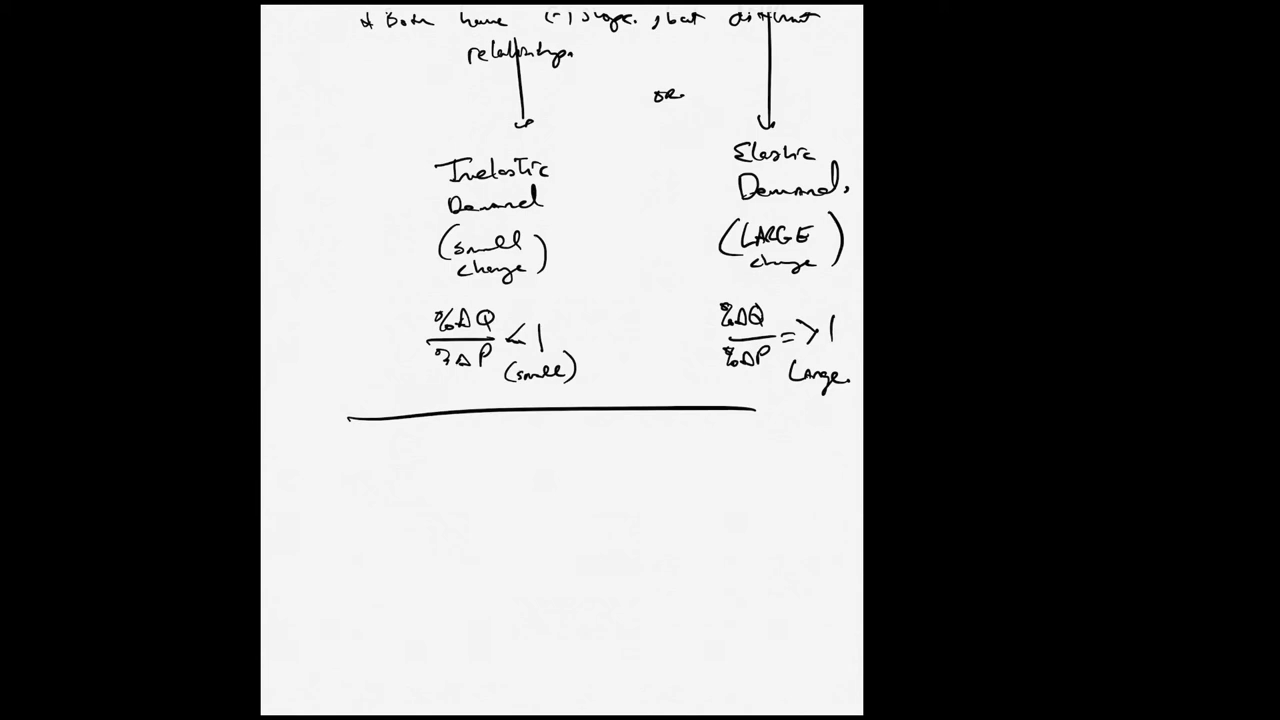 * Both have (-) slope, but different
relationship.
OR
Inelastic
Demand
(small
change)
%ΔQ
%ΔP
< 1
(small)
Elastic
Demand,
(LARGE
change)
%ΔQ
%ΔP
= > 1
Large.